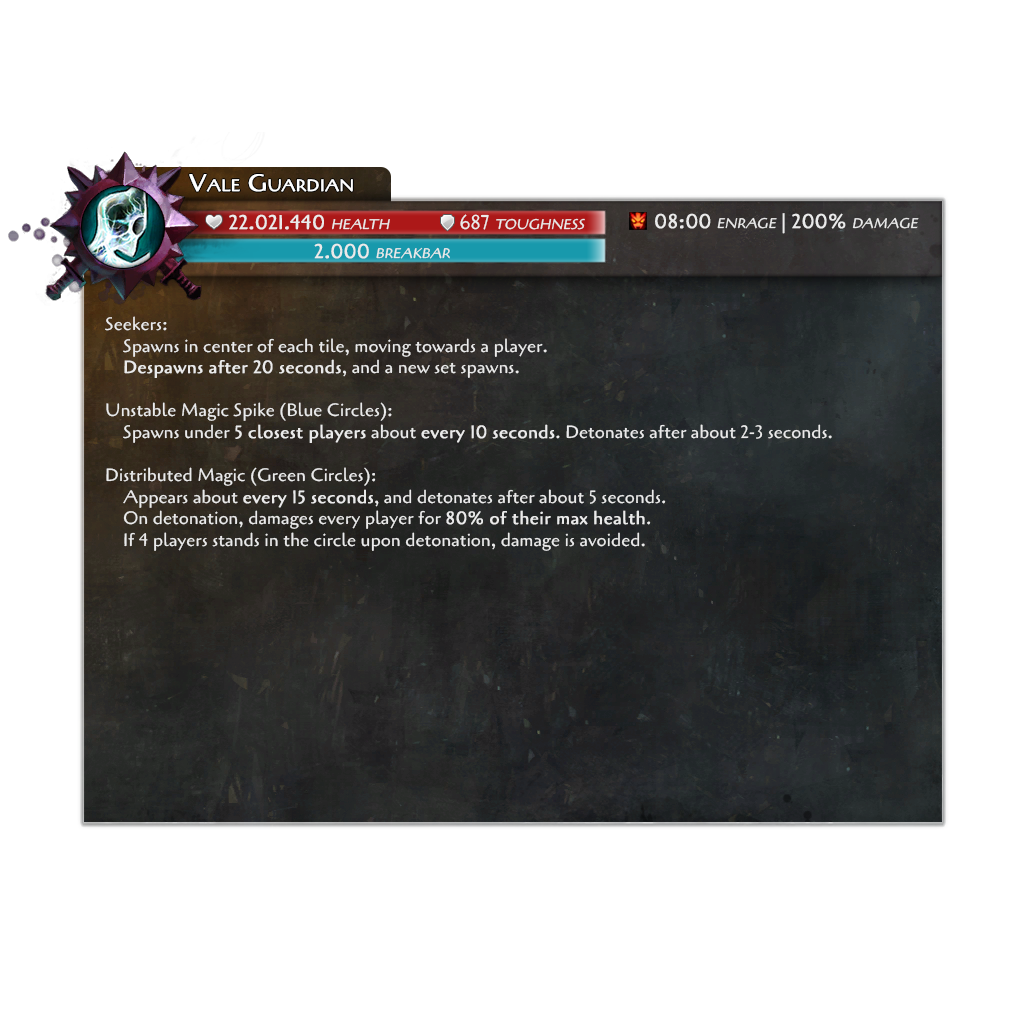 Vale Guardian
22.021.440 HEALTH 687 TOUGHNESS 08:00 ENRAGE | 200% DAMAGE
2.000 BREAKBAR
Seekers:
Spawns in center of each tile, moving towards a player.
Despawns after 20 seconds, and a new set spawns.
Unstable Magic Spike (Blue Circles):
Spawns under 5 closest players about every 10 seconds. Detonates after about 2-3 seconds.
Distributed Magic (Green Circles):
Appears about every 15 seconds, and detonates after about 5 seconds.
On detonation, damages every player for 80% of their max health.
If 4 players stands in the circle upon detonation, damage is avoided.